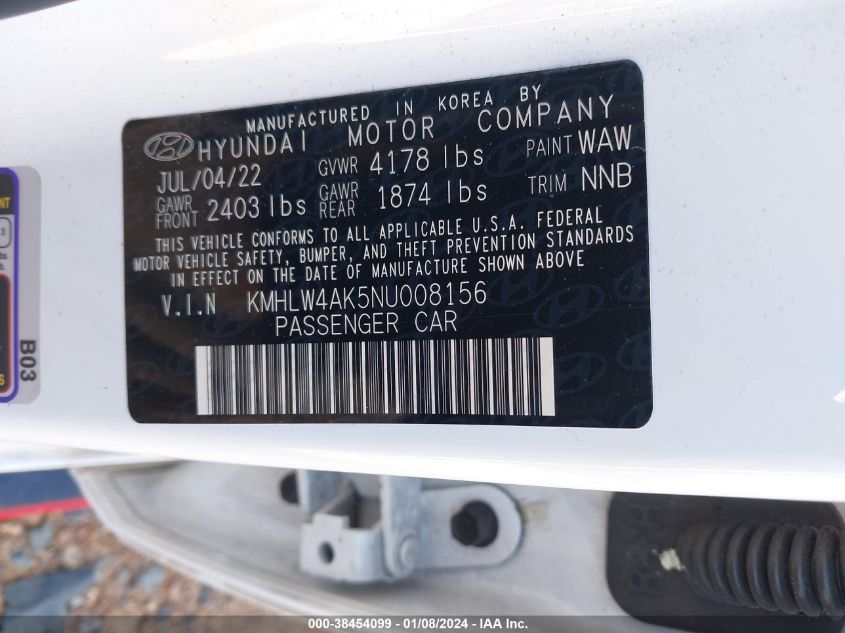 MANUFACTURED IN KOREA BY
HYUNDAI MOTOR COMPANY
JUL/04/22 GVWR 4178 lbs PAINT WAW
GAWR FRONT 2403 lbs GAWR REAR 1874 lbs TRIM NNB
THIS VEHICLE CONFORMS TO ALL APPLICABLE U.S.A. FEDERAL
MOTOR VEHICLE SAFETY, BUMPER, AND THEFT PREVENTION STANDARDS
IN EFFECT ON THE DATE OF MANUFACTURE SHOWN ABOVE
V.I.N KMHLW4AK5NU008156
PASSENGER CAR
B03
000-38454099 - 01/08/2024 - IAA Inc.